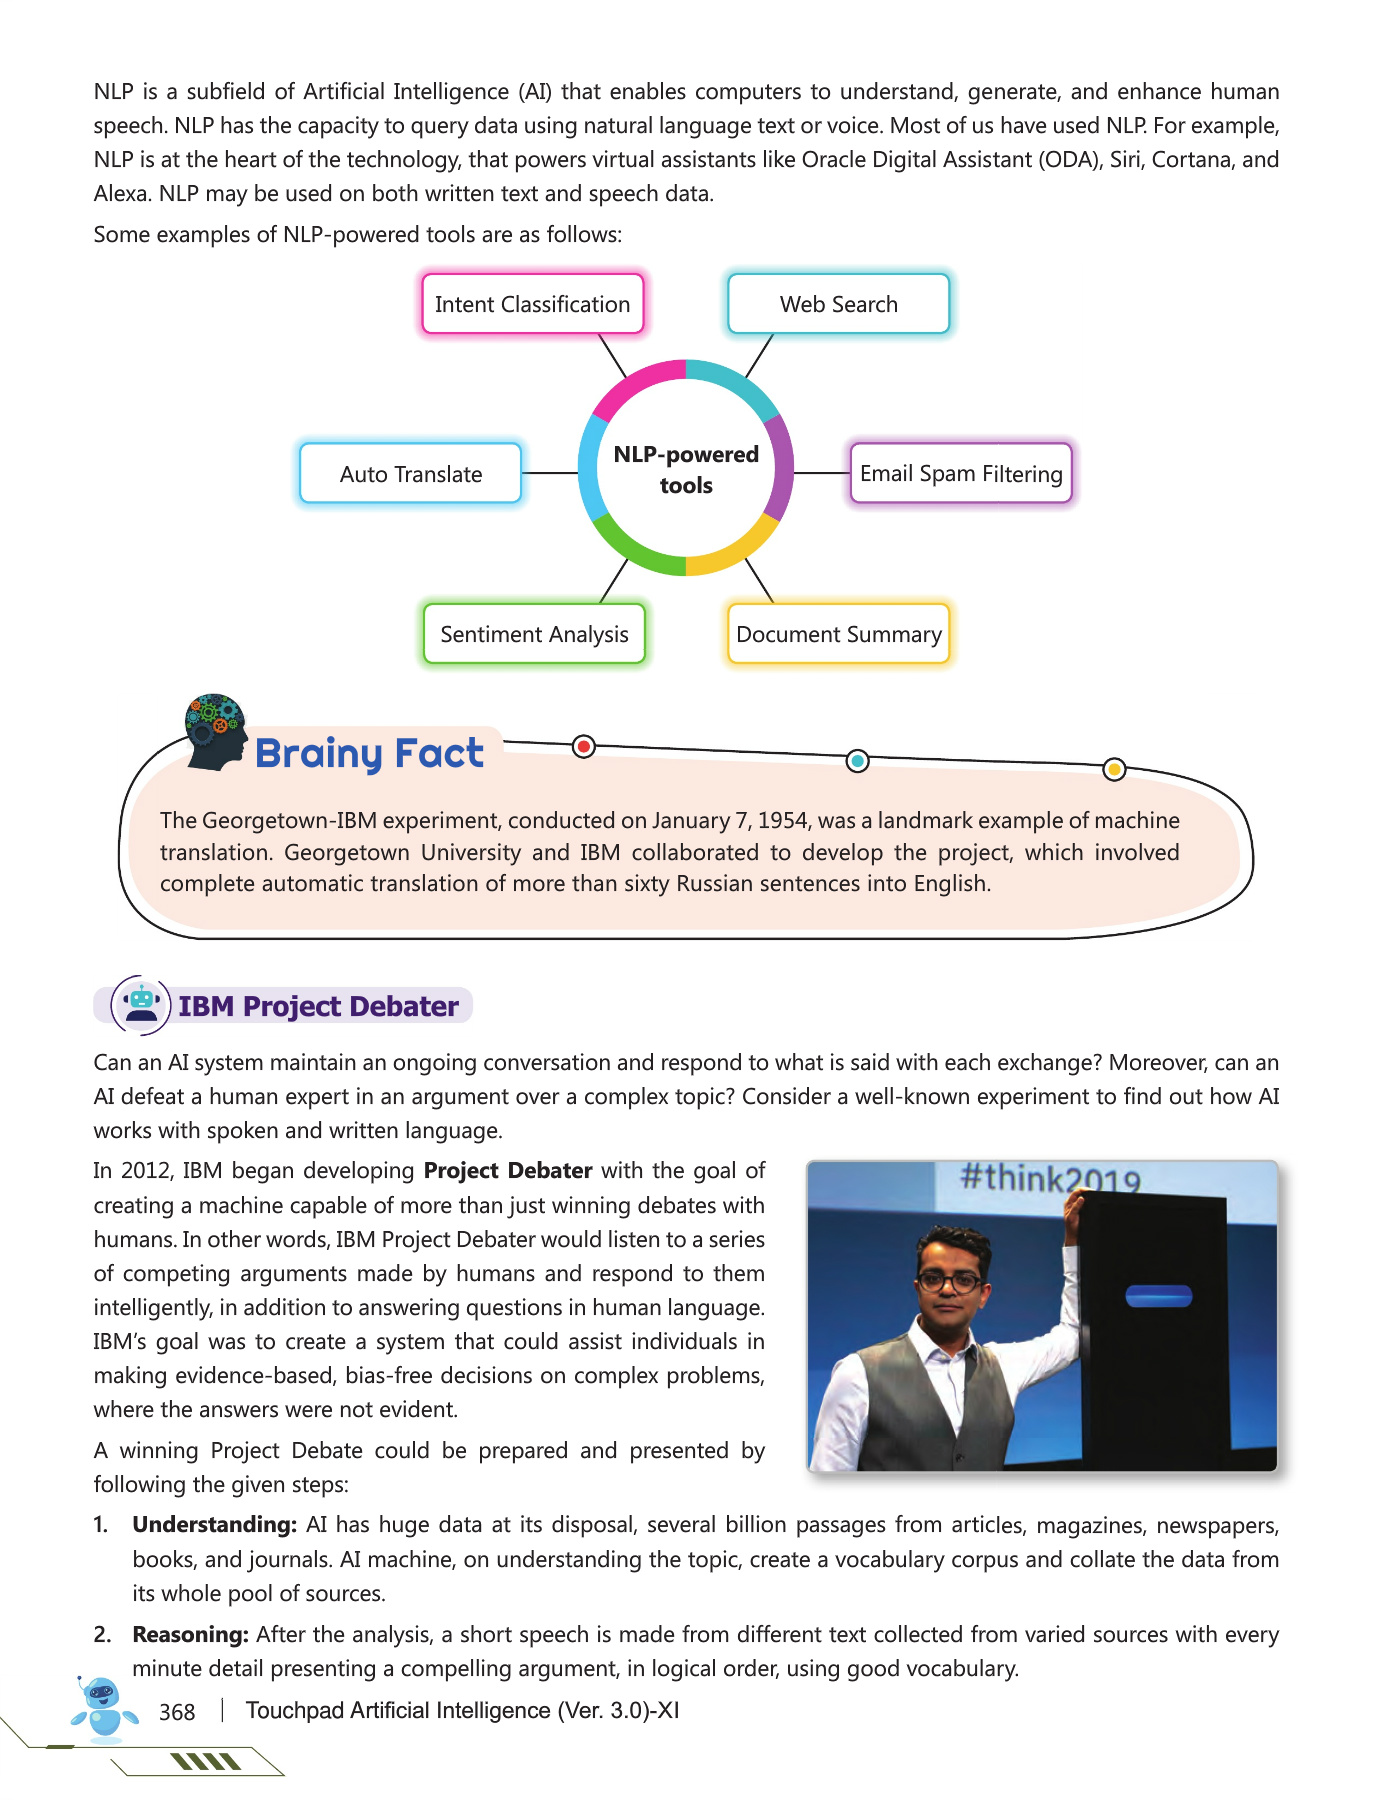 NLP is a subfield of Artificial Intelligence (AI) that enables computers to understand, generate, and enhance human
speech. NLP has the capacity to query data using natural language text or voice. Most of us have used NLP. For example,
NLP is at the heart of the technology, that powers virtual assistants like Oracle Digital Assistant (ODA), Siri, Cortana, and
Alexa. NLP may be used on both written text and speech data.
Some examples of NLP-powered tools are as follows:
Intent Classification
Web Search
Auto Translate
NLP-powered
tools
Email Spam Filtering
Sentiment Analysis
Document Summary
Brainy Fact
The Georgetown-IBM experiment, conducted on January 7, 1954, was a landmark example of machine
translation. Georgetown University and IBM collaborated to develop the project, which involved
complete automatic translation of more than sixty Russian sentences into English.
IBM Project Debater
Can an AI system maintain an ongoing conversation and respond to what is said with each exchange? Moreover, can an
AI defeat a human expert in an argument over a complex topic? Consider a well-known experiment to find out how AI
works with spoken and written language.
In 2012, IBM began developing Project Debater with the goal of
creating a machine capable of more than just winning debates with
humans. In other words, IBM Project Debater would listen to a series
of competing arguments made by humans and respond to them
intelligently, in addition to answering questions in human language.
IBM's goal was to create a system that could assist individuals in
making evidence-based, bias-free decisions on complex problems,
where the answers were not evident.
#think2019
A winning Project Debate could be prepared and presented by
following the given steps:
1. Understanding: AI has huge data at its disposal, several billion passages from articles, magazines, newspapers,
books, and journals. AI machine, on understanding the topic, create a vocabulary corpus and collate the data from
its whole pool of sources.
2. Reasoning: After the analysis, a short speech is made from different text collected from varied sources with every
minute detail presenting a compelling argument, in logical order, using good vocabulary.
368 | Touchpad Artificial Intelligence (Ver. 3.0)-XI